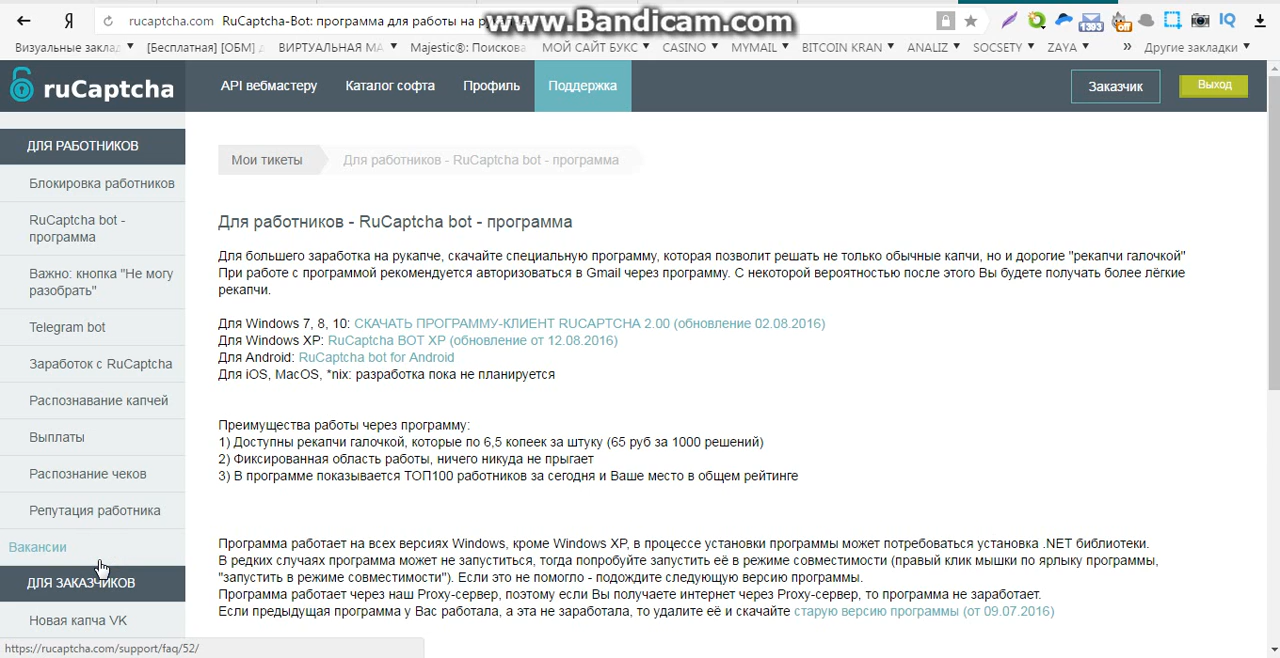 Я
rucaptcha.com RuCaptcha-Bot: программа для работы на
www.Bandicam.com
1393
Off
IQ
Визуальные заклад
[Бесплатная] [ОБМ]
ВИРТУАЛЬНАЯ МА
Majestic®: Поискова
МОЙ САЙТ БУКС
CASINO
MYMAIL
BITCOIN KRAN
ANALIZ
SOCSETY
ZAYA
»
Другие закладки
ruCaptcha
API вебмастеру
Каталог софта
Профиль
Поддержка
Заказчик
Выход
ДЛЯ РАБОТНИКОВ
Блокировка работников
RuCaptcha bot -
программа
Важно: кнопка "Не могу
разобрать"
Telegram bot
Заработок с RuCaptcha
Распознавание капчей
Выплаты
Распознание чеков
Репутация работника
Вакансии
ДЛЯ ЗАКАЗЧИКОВ
Новая капча VK
https://rucaptcha.com/support/faq/52/
Мои тикеты
Для работников - RuCaptcha bot - программа
Для работников - RuCaptcha bot - программа
Для большего заработка на рукапче, скачайте специальную программу, которая позволит решать не только обычные капчи, но и дорогие "рекапчи галочкой"
При работе с программой рекомендуется авторизоваться в Gmail через программу. С некоторой вероятностью после этого Вы будете получать более лёгкие
рекапчи.
Для Windows 7, 8, 10: СКАЧАТЬ ПРОГРАММУ-КЛИЕНТ RUCAPTCHA 2.00 (обновление 02.08.2016)
Для Windows XP: RuCaptcha BOT XP (обновление от 12.08.2016)
Для Android: RuCaptcha bot for Android
Для iOS, MacOS, *nix: разработка пока не планируется
Преимущества работы через программу:
1) Доступны рекапчи галочкой, которые по 6,5 копеек за штуку (65 руб за 1000 решений)
2) Фиксированная область работы, ничего никуда не прыгает
3) В программе показывается ТОП100 работников за сегодня и Ваше место в общем рейтинге
Программа работает на всех версиях Windows, кроме Windows XP, в процессе установки программы может потребоваться установка .NET библиотеки.
В редких случаях программа может не запуститься, тогда попробуйте запустить её в режиме совместимости (правый клик мышки по ярлыку программы,
"запустить в режиме совместимости"). Если это не помогло - подождите следующую версию программы.
Программа работает через наш Proxy-сервер, поэтому если Вы получаете интернет через Proxy-сервер, то программа не заработает.
Если предыдущая программа у Вас работала, а эта не заработала, то удалите её и скачайте старую версию программы (от 09.07.2016)